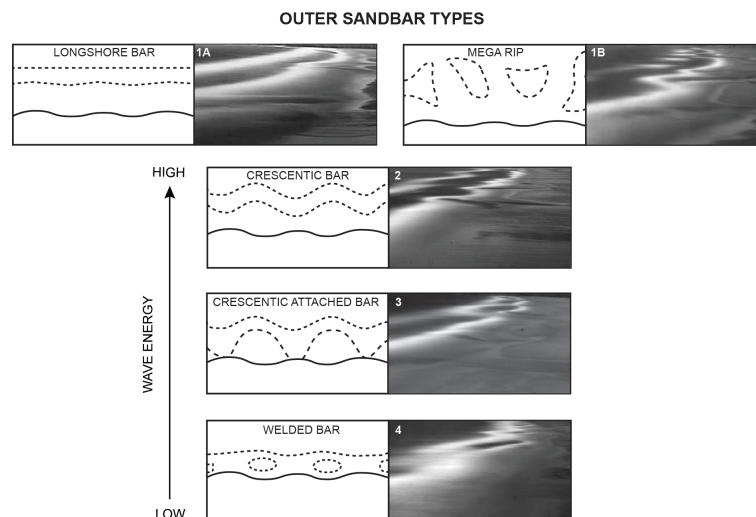 OUTER SANDBAR TYPES
LONGSHORE BAR
1A
MEGA RIP
1B
HIGH
CRESCENTIC BAR
2
WAVE ENERGY
CRESCENTIC ATTACHED BAR
3
WELDED BAR
4
LOW